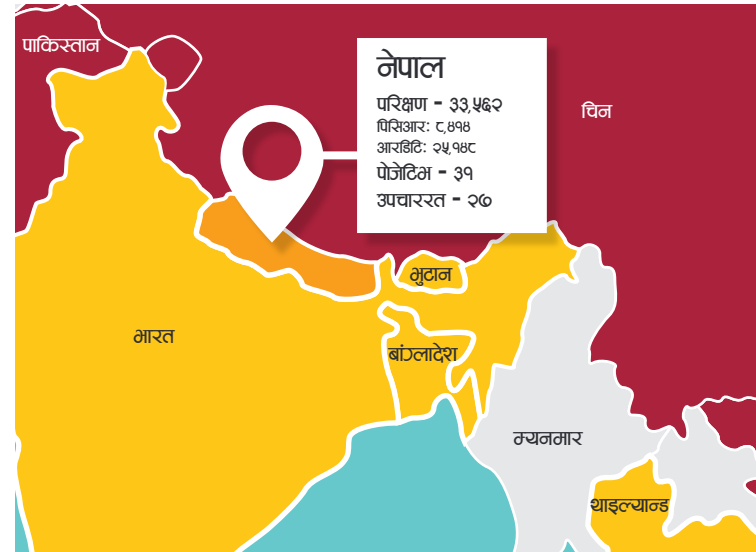 पाकिस्तान
नेपाल
परिक्षण - ३३,५६२
पिसिआर: ८,४१४
आरडिटि: २५,१४८
पोजेटिभ - ३१
उपचाररत - २७
चिन
भुटान
भारत
बांग्लादेश
म्यनमार
थाइल्यान्ड